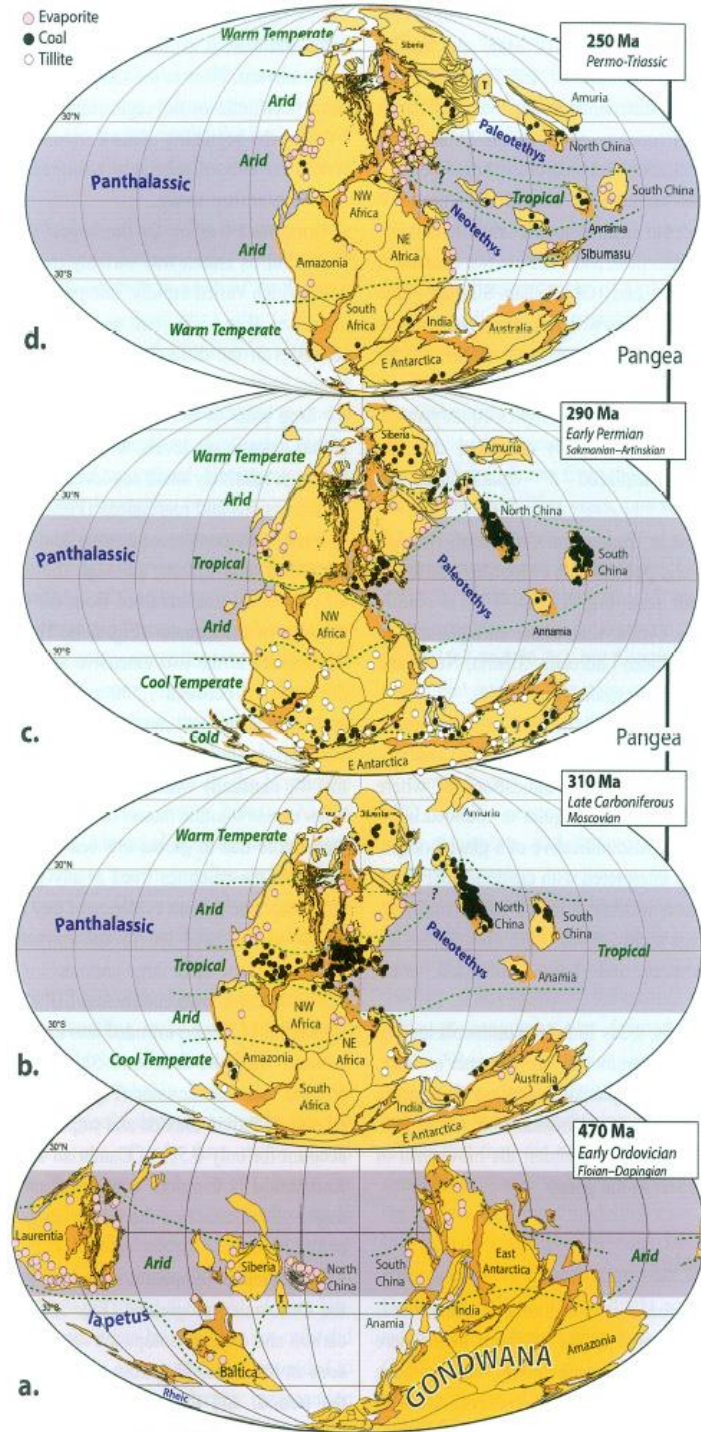 Evaporite
Coal
Tillite
250 Ma
Permo-Triassic
Warm Temperate
Siberia
T
Amuria
Arid
30°N
Paleotethys
North China
Arid
Panthalassic
?
Tropical
South China
NW
Africa
Neotethys
Annamia
NE
Africa
Sibumasu
Arid
Amazonia
30°S
South
Africa
India
Australia
Warm Temperate
E Antarctica
d.
Pangea
290 Ma
Early Permian
Sakmarian–Artinskian
Siberia
Amuria
Warm Temperate
T
30°N
Arid
North China
Panthalassic
Tropical
South
China
Paleotethys
NW
Africa
Annamia
Arid
30°S
Cool Temperate
c.
Cold
E Antarctica
Pangea
310 Ma
Late Carboniferous
Moscovian
Siberia
Amuria
Warm Temperate
30°N
?
Arid
North
China
South
China
Panthalassic
Paleotethys
Tropical
Tropical
Anamia
Arid
NW
Africa
30°S
NE
Africa
Cool Temperate
Amazonia
b.
South
Africa
India
Australia
E Antarctica
470 Ma
Early Ordovician
Floian–Dapingian
30°N
Laurentia
Arid
Siberia
North
China
South
China
East
Antarctica
Arid
T
30°S
India
Iapetus
Anamia
Amazonia
Baltica
GONDWANA
Rheic
a.